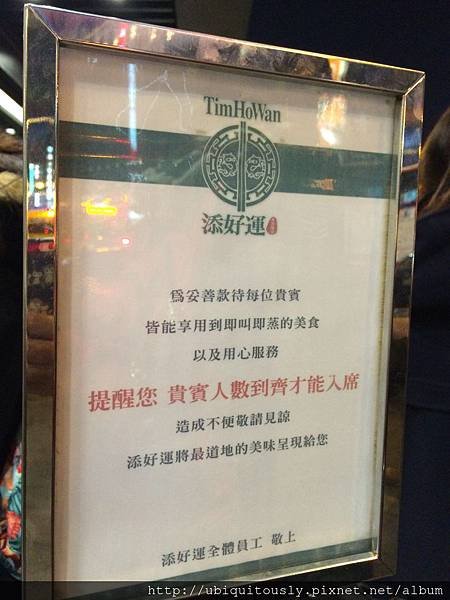 TimHoWan
添好運
為妥善款待每位貴賓
皆能享用到即叫即蒸的美食
以及用心服務
提醒您 貴賓人數到齊才能入席
造成不便敬請見諒
添好運將最道地的美味呈現給您
添好運全體員工 敬上
http://ubiquitously.pixnet.net/album